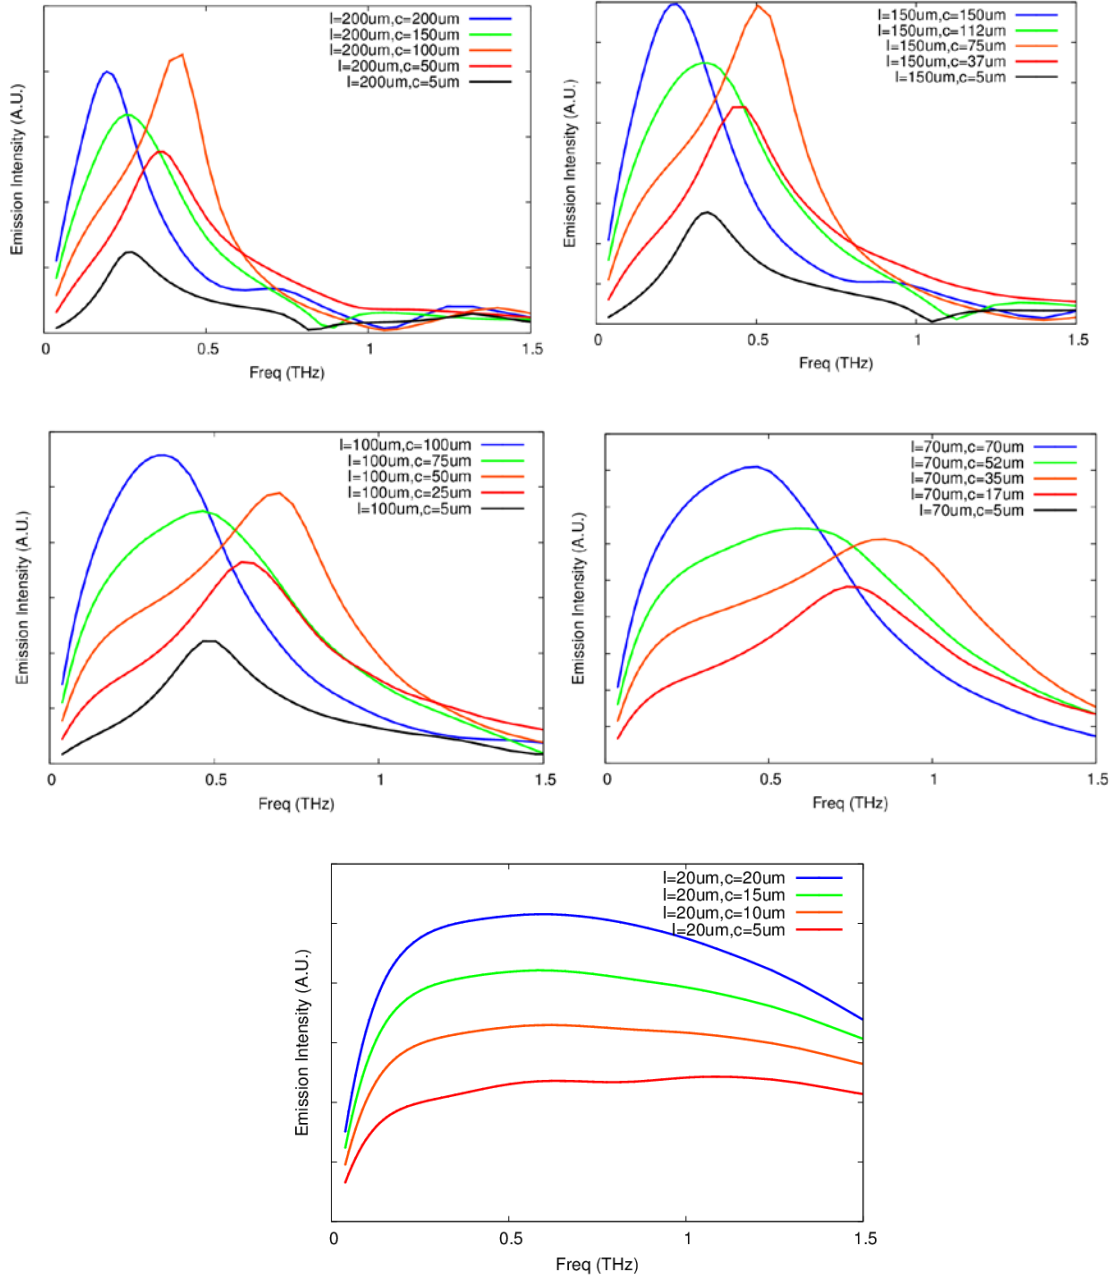 l=200um,c=200um
l=200um,c=150um
l=200um,c=100um
l=200um,c=50um
l=200um,c=5um
Emission Intensity (A.U.)
0 0.5 1 1.5
Freq (THz)
l=150um,c=150um
l=150um,c=112um
l=150um,c=75um
l=150um,c=37um
l=150um,c=5um
Emission Intensity (A.U.)
0 0.5 1 1.5
Freq (THz)
l=100um,c=100um
l=100um,c=75um
l=100um,c=50um
l=100um,c=25um
l=100um,c=5um
Emission Intensity (A.U.)
0 0.5 1 1.5
Freq (THz)
l=70um,c=70um
l=70um,c=52um
l=70um,c=35um
l=70um,c=17um
l=70um,c=5um
Emission Intensity (A.U.)
0 0.5 1 1.5
Freq (THz)
l=20um,c=20um
l=20um,c=15um
l=20um,c=10um
l=20um,c=5um
Emission Intensity (A.U.)
0 0.5 1 1.5
Freq (THz)